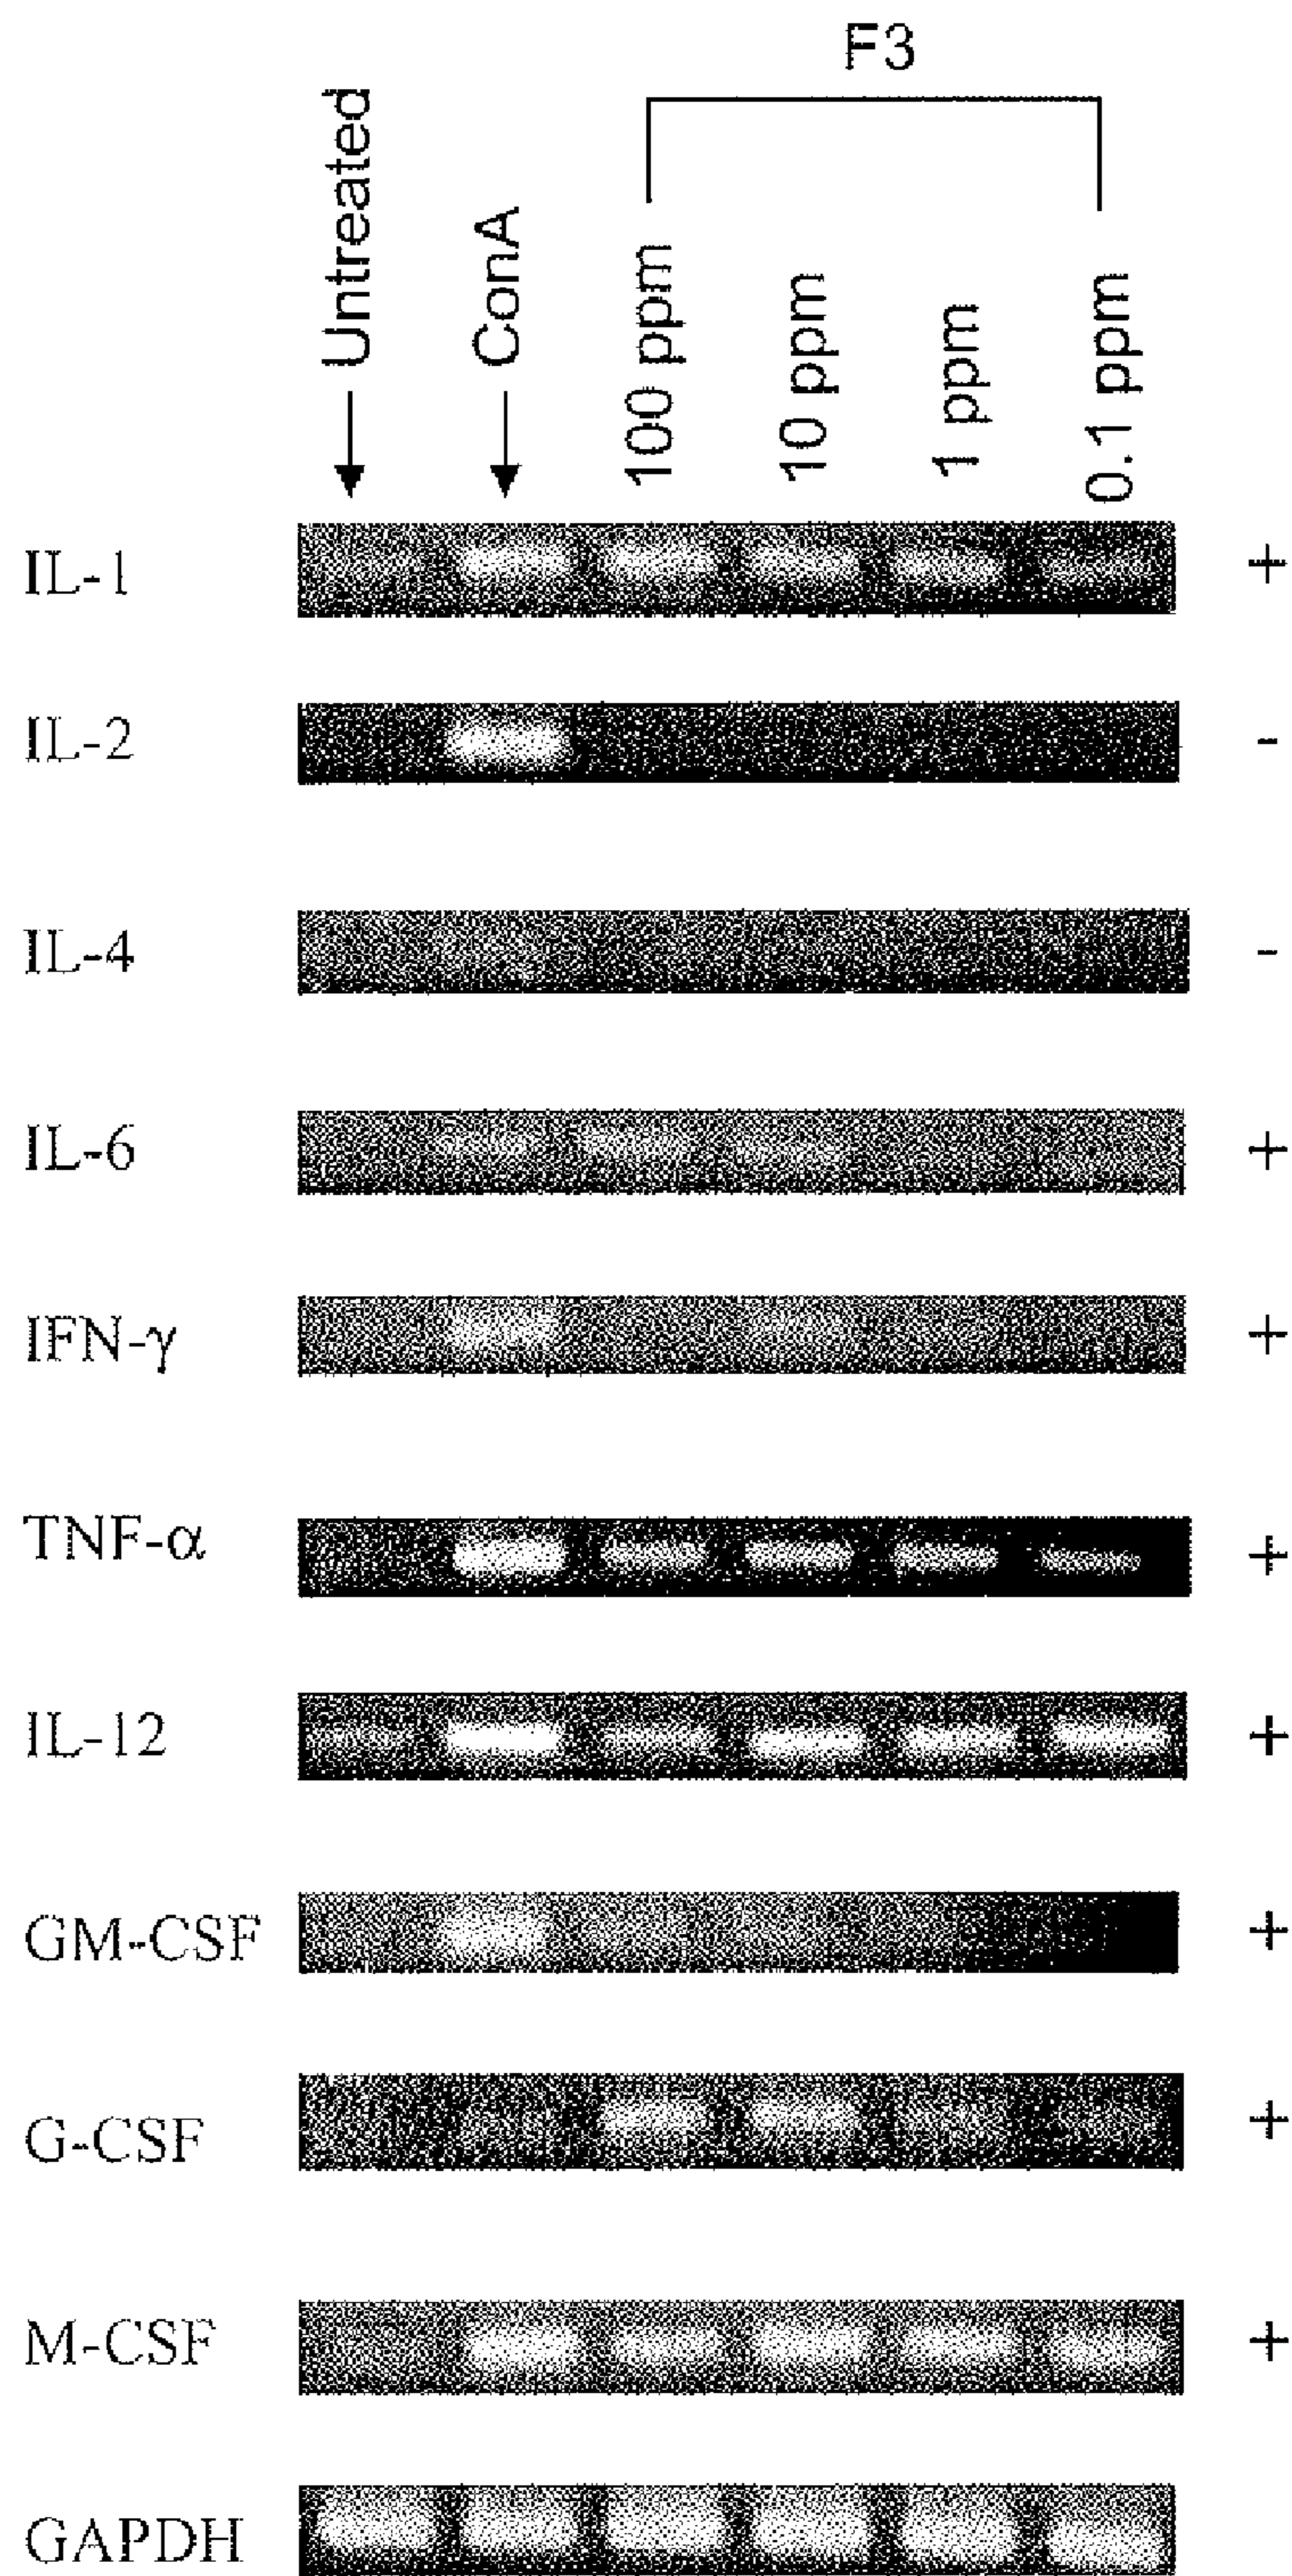 F3
Untreated
ConA
100 ppm
10 ppm
1 ppm
0.1 ppm
IL-1 +
IL-2 -
IL-4 -
IL-6 +
IFN-γ +
TNF-α +
IL-12 +
GM-CSF +
G-CSF +
M-CSF +
GAPDH